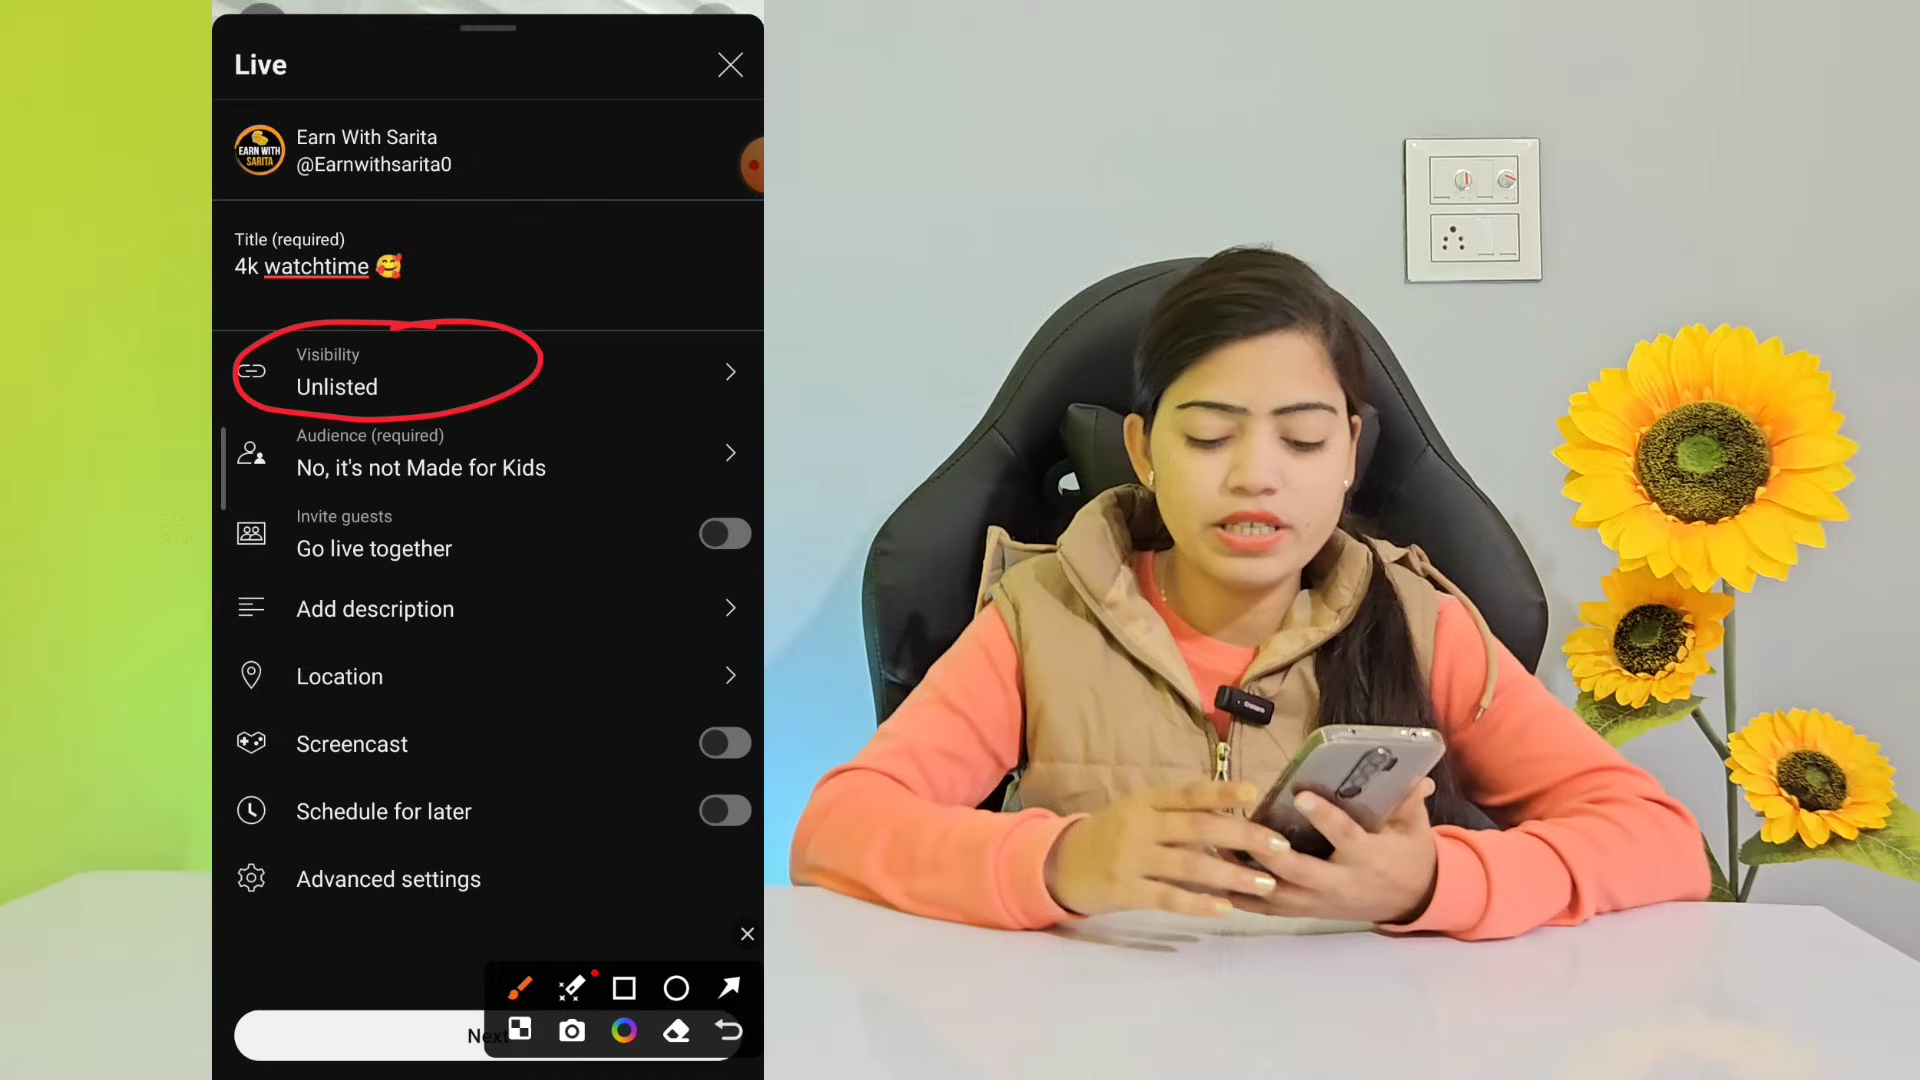 Live
EARN WITH
SARITA
Earn With Sarita
@Earnwithsarita0
Title (required)
4k watchtime 🥰
Visibility
Unlisted
Audience (required)
No, it's not Made for Kids
Invite guests
Go live together
Add description
Location
Screencast
Schedule for later
Advanced settings
Next